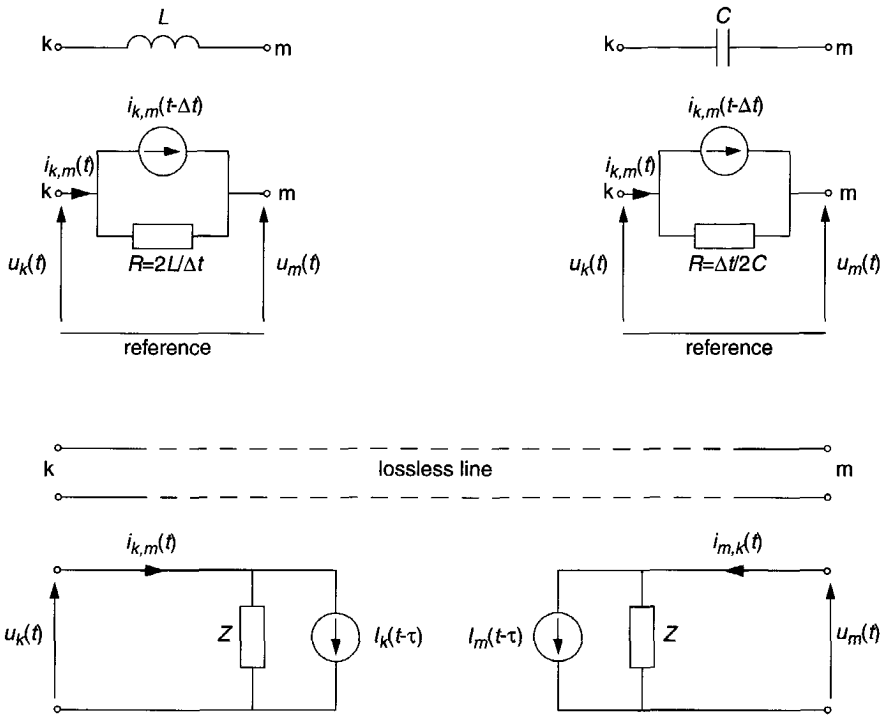 L
k m
C
k m
i_{k,m}(t-Δt)
i_{k,m}(t)
k m
u_k(t)
R=2L/Δt
u_m(t)
reference
i_{k,m}(t-Δt)
i_{k,m}(t)
k m
u_k(t)
R=Δt/2C
u_m(t)
reference
k lossless line m
i_{k,m}(t) i_{m,k}(t)
u_k(t) Z I_k(t-τ) I_m(t-τ) Z u_m(t)